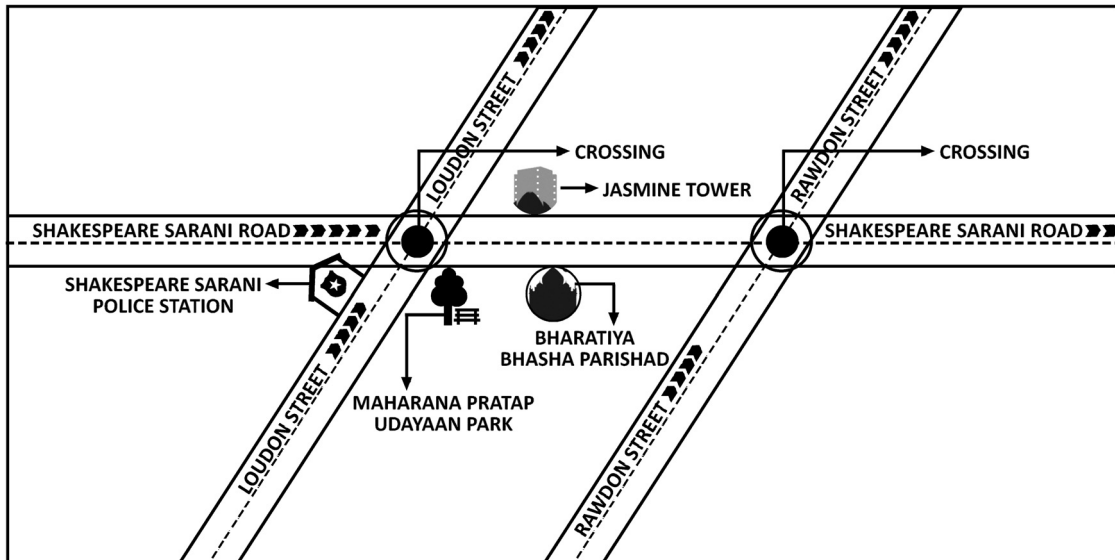 LOUDON STREET
RAWDON STREET
CROSSING
CROSSING
JASMINE TOWER
SHAKESPEARE SARANI ROAD
SHAKESPEARE SARANI ROAD
SHAKESPEARE SARANI
POLICE STATION
BHARATIYA
BHASHA PARISHAD
MAHARANA PRATAP
UDAYAAN PARK
LOUDON STREET
RAWDON STREET